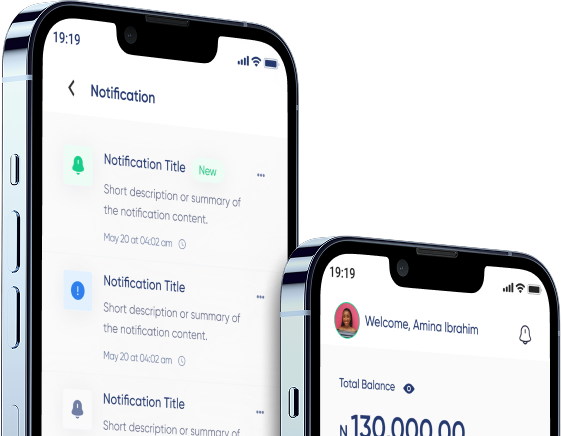 19:19
Notification
Notification Title New
Short description or summary of
the notification content.
May 20 at 04:02 am
Notification Title
Short description or summary of
the notification content.
May 20 at 04:02 am
Notification Title
Short description or summary of
19:19
Welcome, Amina Ibrahim
Total Balance
N 130,000.00